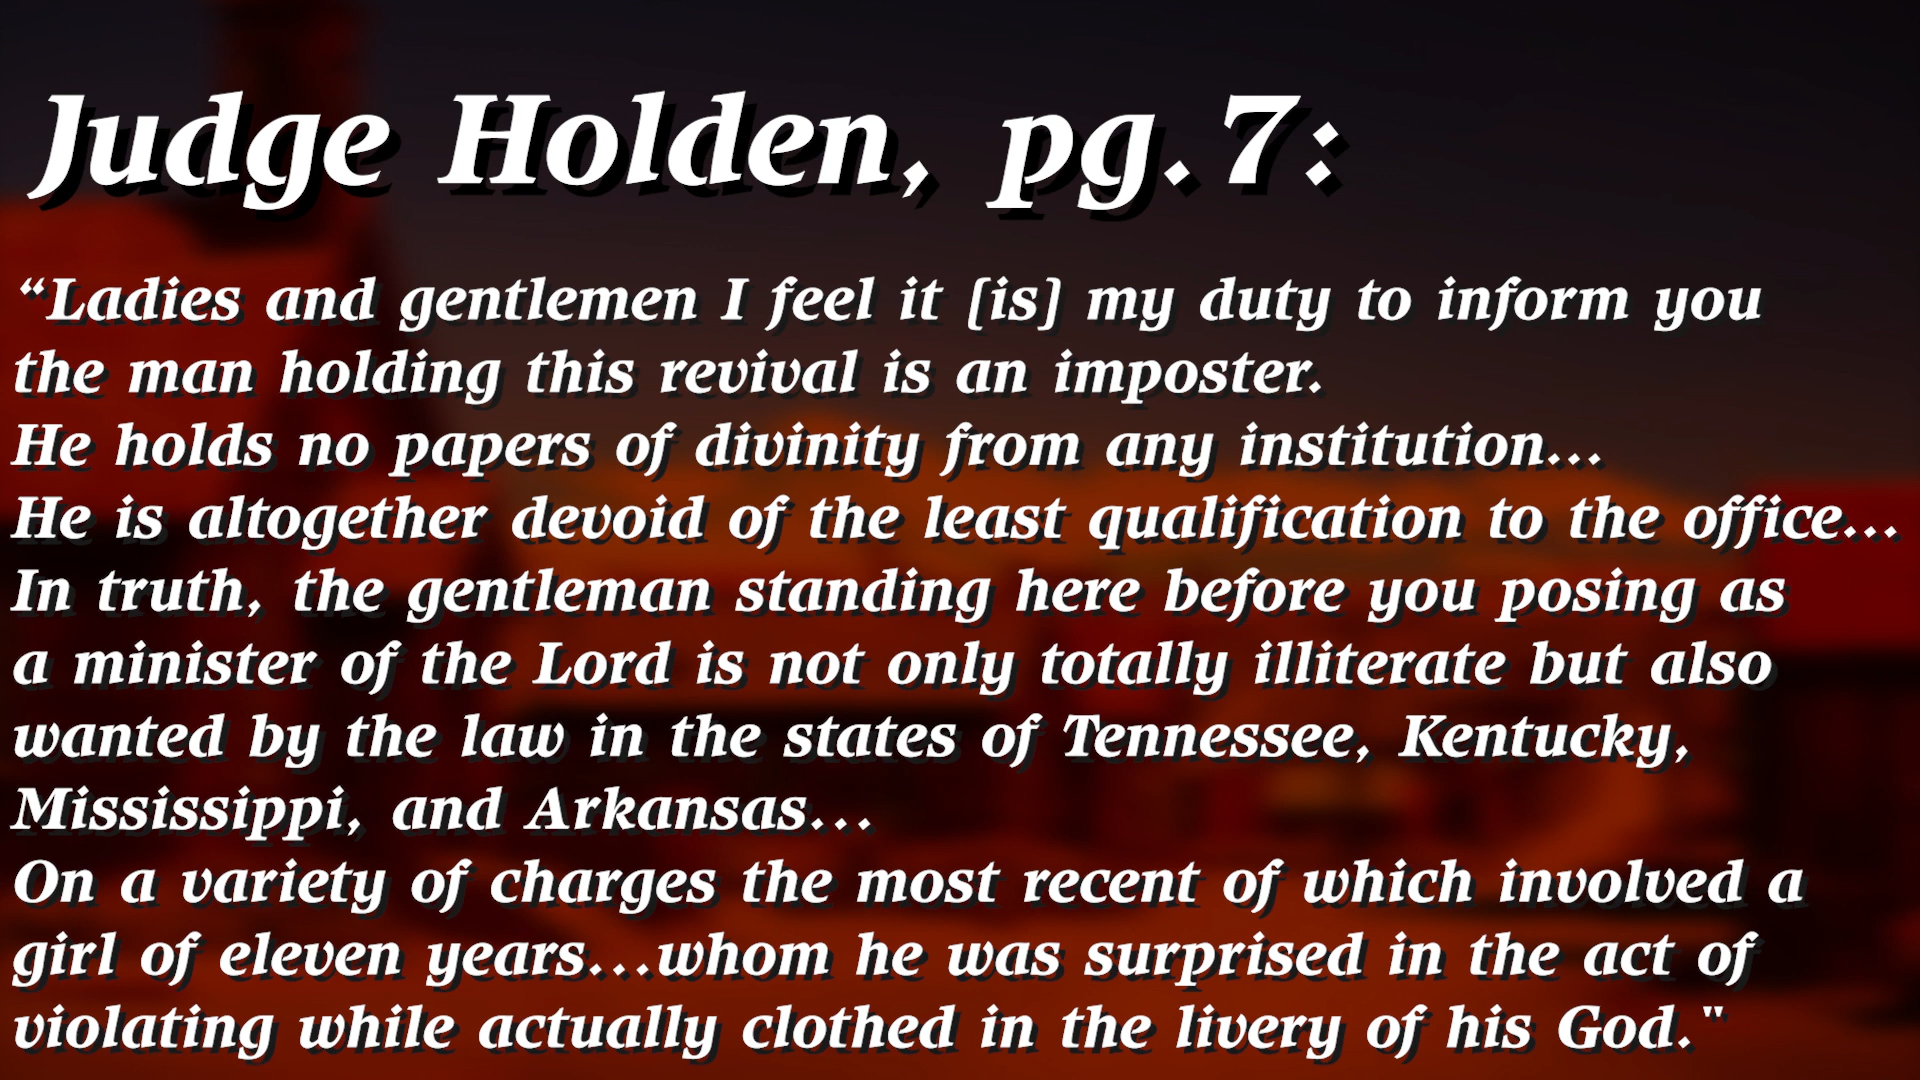 Judge Holden, pg.7:
“Ladies and gentlemen I feel it [is] my duty to inform you
the man holding this revival is an imposter.
He holds no papers of divinity from any institution...
He is altogether devoid of the least qualification to the office...
In truth, the gentleman standing here before you posing as
a minister of the Lord is not only totally illiterate but also
wanted by the law in the states of Tennessee, Kentucky,
Mississippi, and Arkansas...
On a variety of charges the most recent of which involved a
girl of eleven years...whom he was surprised in the act of
violating while actually clothed in the livery of his God."